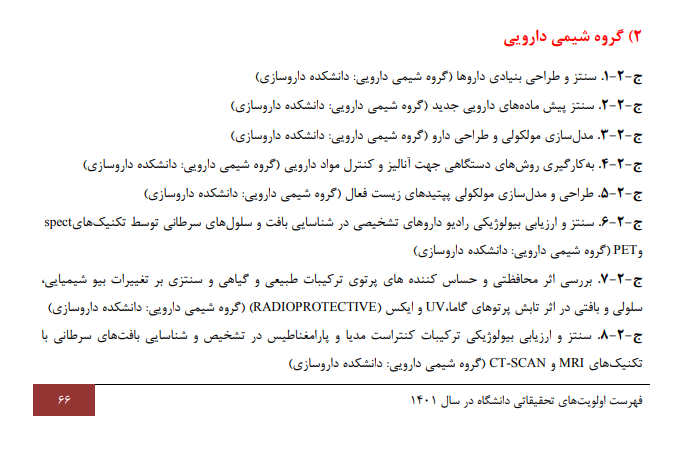 ۲) گروه شیمی دارویی
ج-۲-۱. سنتز و طراحی بنیادی داروها (گروه شیمی دارویی: دانشکده داروسازی)
ج-۲-۲. سنتز پیش ماده‌های دارویی جدید (گروه شیمی دارویی: دانشکده داروسازی)
ج-۲-۳. مدل‌سازی مولکولی و طراحی دارو (گروه شیمی دارویی: دانشکده داروسازی)
ج-۲-۴. به‌کارگیری روش‌های دستگاهی جهت آنالیز و کنترل مواد دارویی (گروه شیمی دارویی: دانشکده داروسازی)
ج-۲-۵. طراحی و مدل‌سازی مولکولی پپتیدهای زیست فعال (گروه شیمی دارویی: دانشکده داروسازی)
ج-۲-۶. سنتز و ارزیابی بیولوژیکی رادیو داروهای تشخیصی در شناسایی بافت و سلول‌های سرطانی توسط تکنیک‌هایspect
وPET (گروه شیمی دارویی: دانشکده داروسازی)
ج-۲-۷. بررسی اثر محافظتی و حساس کننده های پرتوی ترکیبات طبیعی و گیاهی و سنتزی بر تغییرات بیو شیمیایی،
سلولی و بافتی در اثر تابش پرتوهای گاما،UV و ایکس (RADIOPROTECTIVE) (گروه شیمی دارویی: دانشکده داروسازی)
ج-۲-۸. سنتز و ارزیابی بیولوژیکی ترکیبات کنتراست مدیا و پارامغناطیس در تشخیص و شناسایی بافت‌های سرطانی با
تکنیک‌های MRI و CT-SCAN (گروه شیمی دارویی: دانشکده داروسازی)
فهرست اولویت‌های تحقیقاتی دانشگاه در سال ۱۴۰۱
۶۶